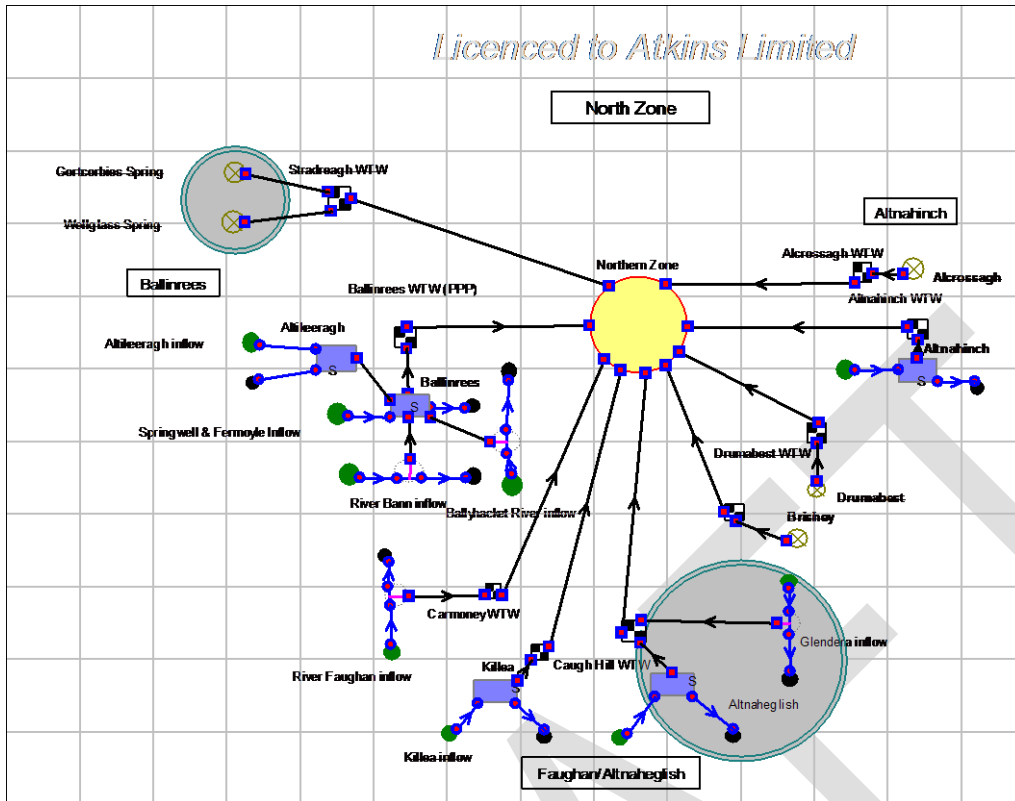 Licenced to Atkins Limited
North Zone
Gortcorbies Spring
Stradreagh WTW
Altnahinch
Wellglass Spring
Alcrossagh WTW
Northern Zone
Alcrossagh
Ballinrees
Ballinrees WTW (PPP)
Altnahinch WTW
Altikeeragh
Altikeeragh inflow
Altnahinch
S
Ballinrees
S
S
Springwell & Fermoyle Inflow
Drumabest WTW
River Bann inflow
Ballyhacket River inflow
Drumabest
Brishey
Carmoney WTW
Glendera inflow
River Faughan inflow
Killea
Caugh Hill WTW
S
S
Altnaheglish
Killea inflow
Faughan/Altnaheglish